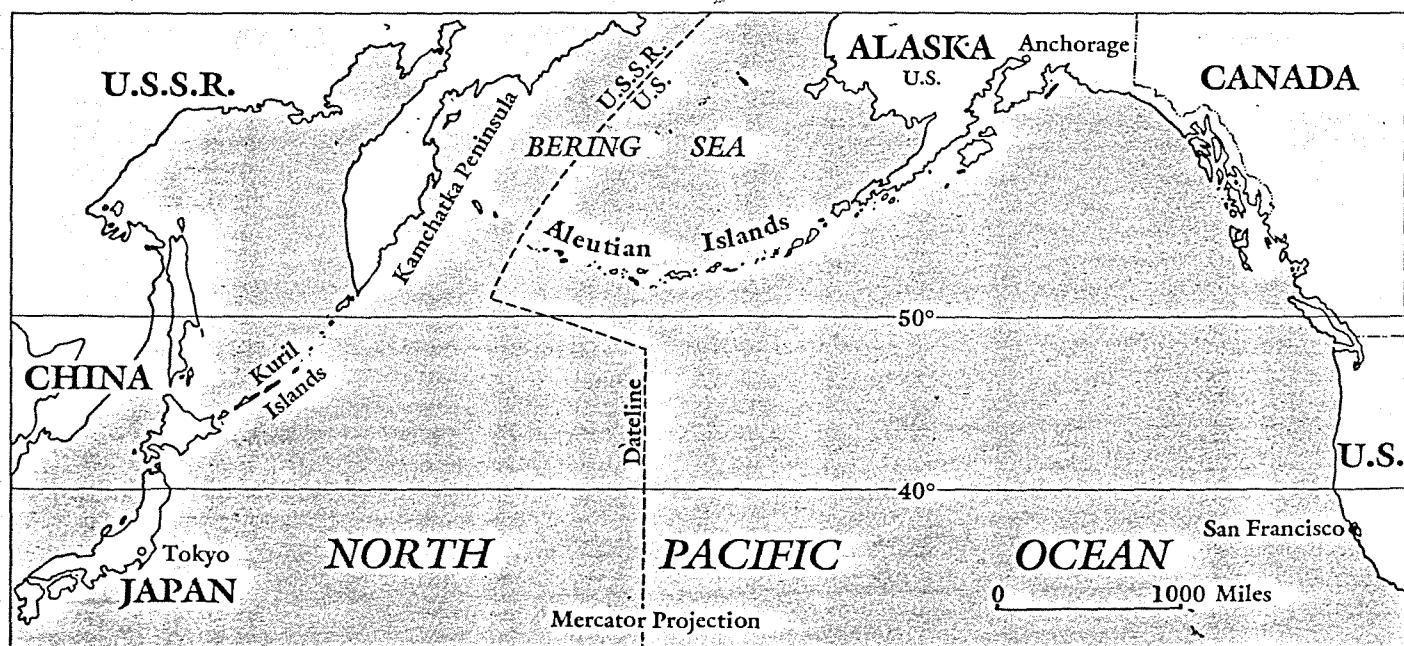 ALASKA
Anchorage
U.S.
U.S.S.R.
CANADA
U.S.S.R.
U.S.
BERING SEA
Kamchatka Peninsula
Aleutian Islands
50°
CHINA
Kuril
Islands
Dateline
U.S.
40°
San Francisco
Tokyo
JAPAN
NORTH PACIFIC OCEAN
0 1000 Miles
Mercator Projection